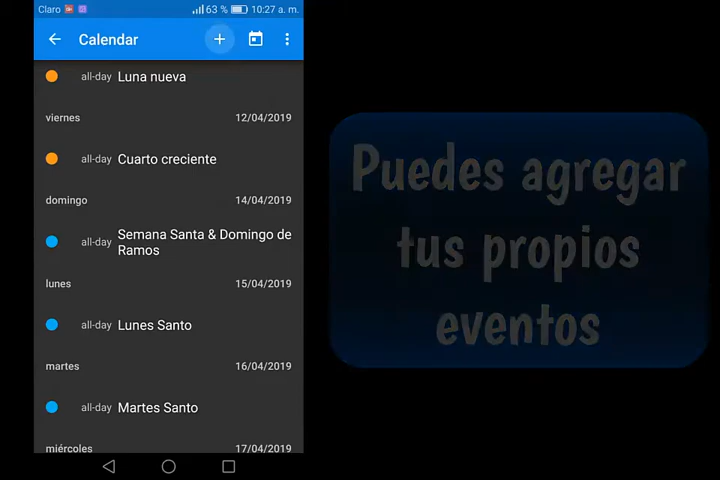 Claro 63 % 10:27 a. m.
Calendar
all-day Luna nueva
viernes 12/04/2019
all-day Cuarto creciente
domingo 14/04/2019
all-day Semana Santa & Domingo de
Ramos
lunes 15/04/2019
all-day Lunes Santo
martes 16/04/2019
all-day Martes Santo
miércoles 17/04/2019
Puedes agregar
tus propios
eventos